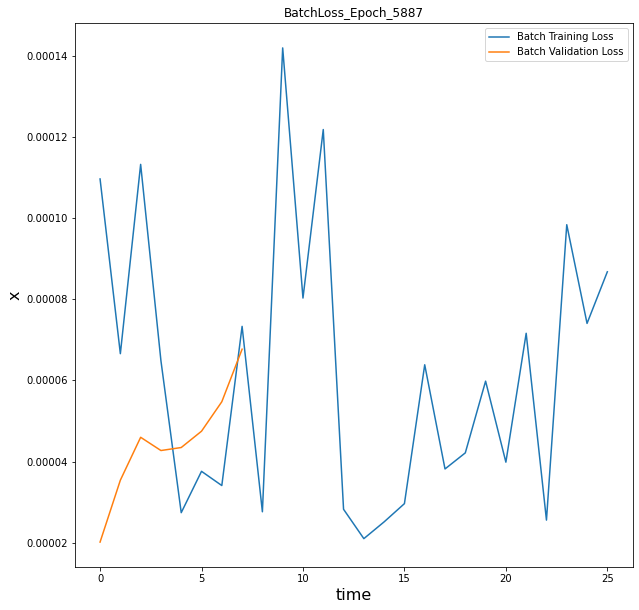 BatchLoss_Epoch_5887
Batch Training Loss
Batch Validation Loss
0.00014
0.00012
0.00010
0.00008
0.00006
0.00004
0.00002
x
0 5 10 15 20 25
time